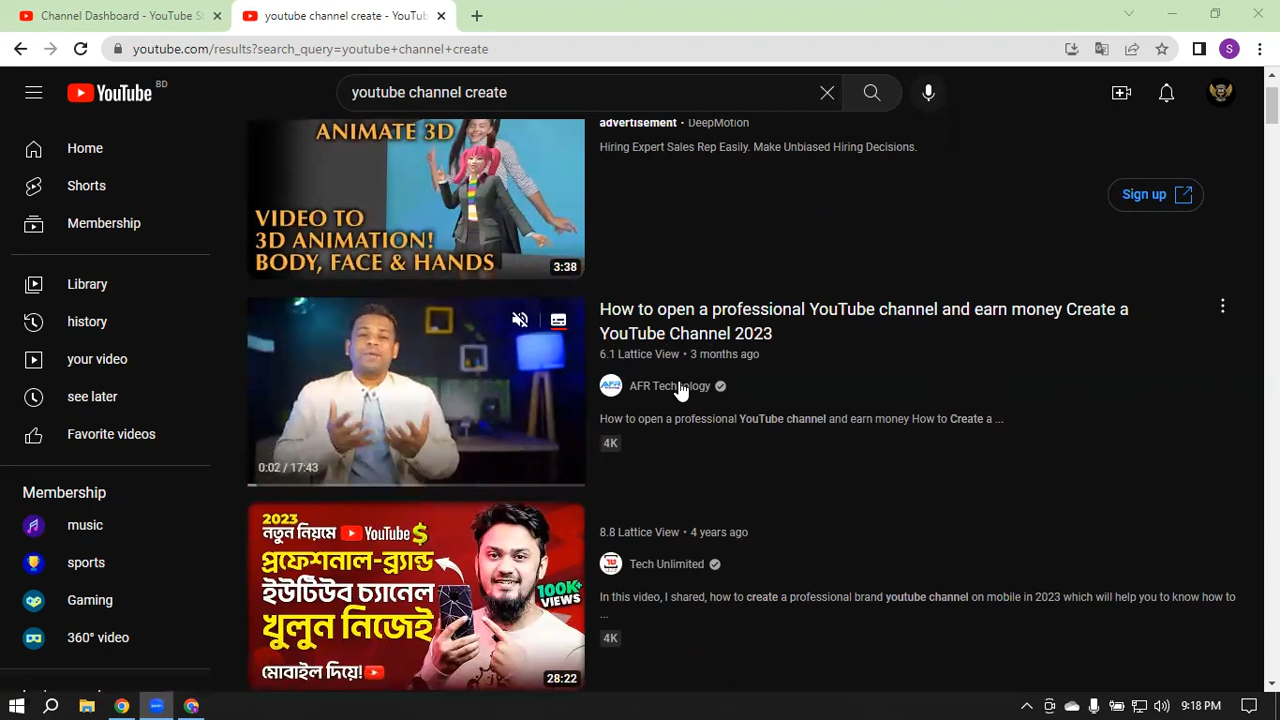 Channel Dashboard - YouTube St
youtube channel create - YouTub
youtube.com/results?search_query=youtube+channel+create
S
YouTube BD
youtube channel create
Home
Shorts
Membership
Library
history
your video
see later
Favorite videos
Membership
music
sports
Gaming
360° video
ANIMATE 3D
VIDEO TO
3D ANIMATION!
BODY, FACE & HANDS
3:38
advertisement • DeepMotion
Hiring Expert Sales Rep Easily. Make Unbiased Hiring Decisions.
Sign up
0:02 / 17:43
How to open a professional YouTube channel and earn money Create a
YouTube Channel 2023
6.1 Lattice View • 3 months ago
AFR
AFR Technology
How to open a professional YouTube channel and earn money How to Create a ...
4K
2023
নতুন নিয়মে YouTube $
প্রফেশনাল-ব্র্যান্ড
ইউটিউব চ্যানেল
খুলুন নিজেই
মোবাইল দিয়ে!
100K+
VIEWS
28:22
8.8 Lattice View • 4 years ago
Tech Unlimited
In this video, I shared, how to create a professional brand youtube channel on mobile in 2023 which will help you to know how to
...
4K
9:18 PM